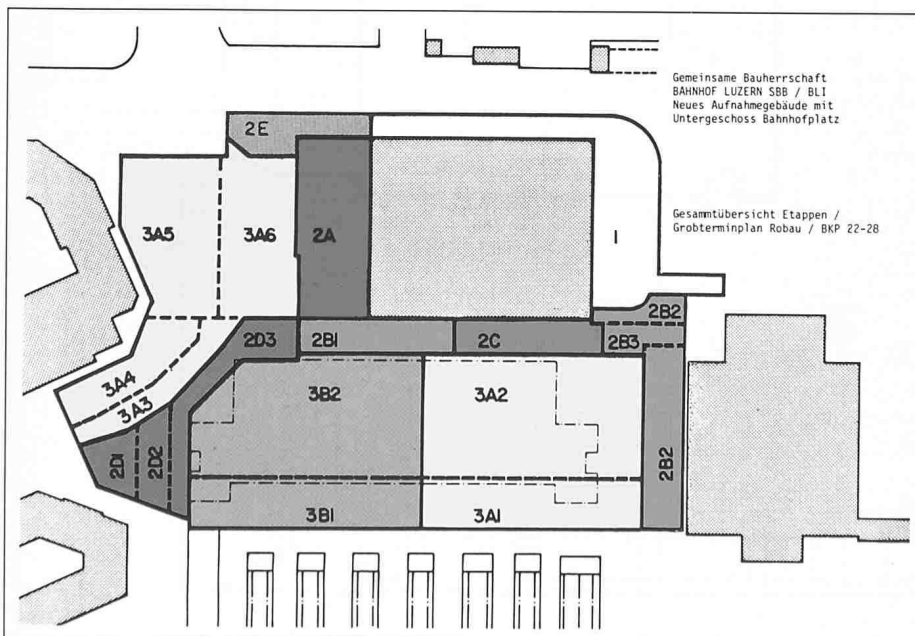 Gemeinsame Bauherrschaft
BAHNHOF LUZERN SBB / BLI
Neues Aufnahmegebäude mit
Untergeschoss Bahnhofplatz
Gesammtübersicht Etappen /
Grobterminplan Robau / BKP 22-28
2E
3A5
3A6
2A
1
2B2
2D3
2B1
2C
2B3
3A4
3A3
3B2
3A2
2D1
2D2
2B2
3B1
3A1